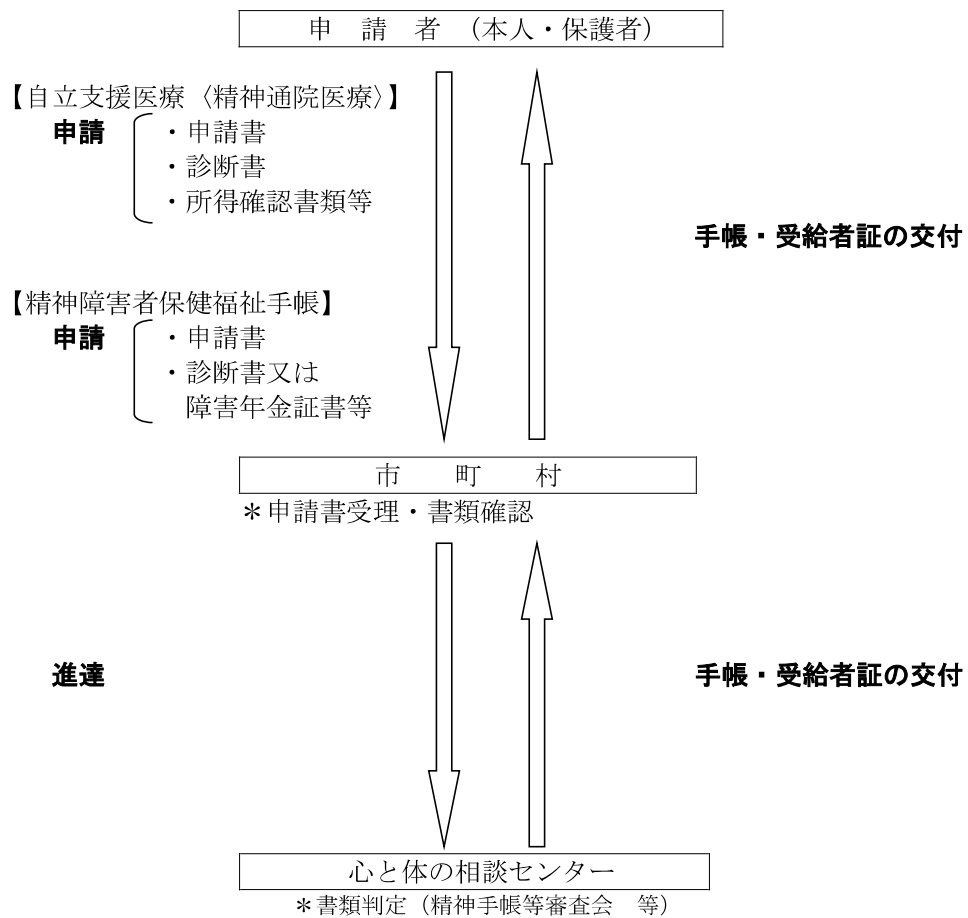 申　請　者　（本人・保護者）
【自立支援医療〈精神通院医療〉】
申請　・申請書
・診断書
・所得確認書類等
手帳・受給者証の交付
【精神障害者保健福祉手帳】
申請　・申請書
・診断書又は
障害年金証書等
市　町　村
＊申請書受理・書類確認
進達　手帳・受給者証の交付
心と体の相談センター
＊書類判定（精神手帳等審査会　等）